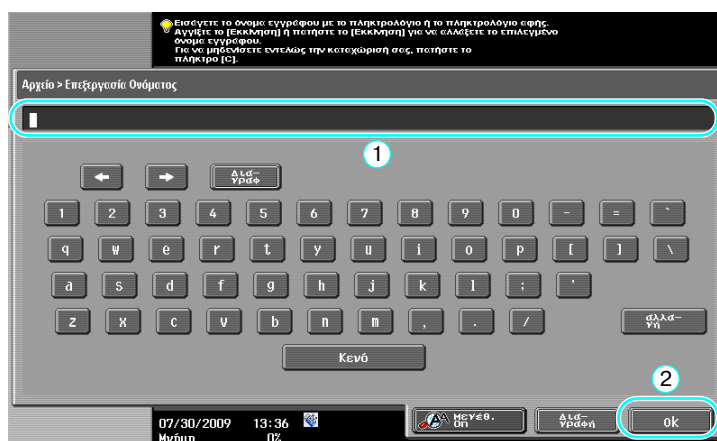 Εισάγετε το όνομα εγγράφου με το πληκτρολόγιο ή το πληκτρολόγιο αφής.
Αγγίξτε το [Εκκίνηση] ή πατήστε το [Εκκίνηση] για να αλλάξετε το επιλεγμένο
όνομα εγγράφου.
Για να μηδενίσετε εντελώς την καταχώρισή σας, πατήστε το
πλήκτρο [C].
Αρχείο > Επεξεργασία Ονόματος
1
Δια-
γραφ
1 2 3 4 5 6 7 8 9 0 - = `
q w e r t y u i o p [ ] \
a s d f g h j k l ; '
z x c v b n m , . /
αλλα-
γή
Κενό
2
07/30/2009 13:36
Μνήμη 0%
Μεγέθ.
on
Δια-
γραφή
ok